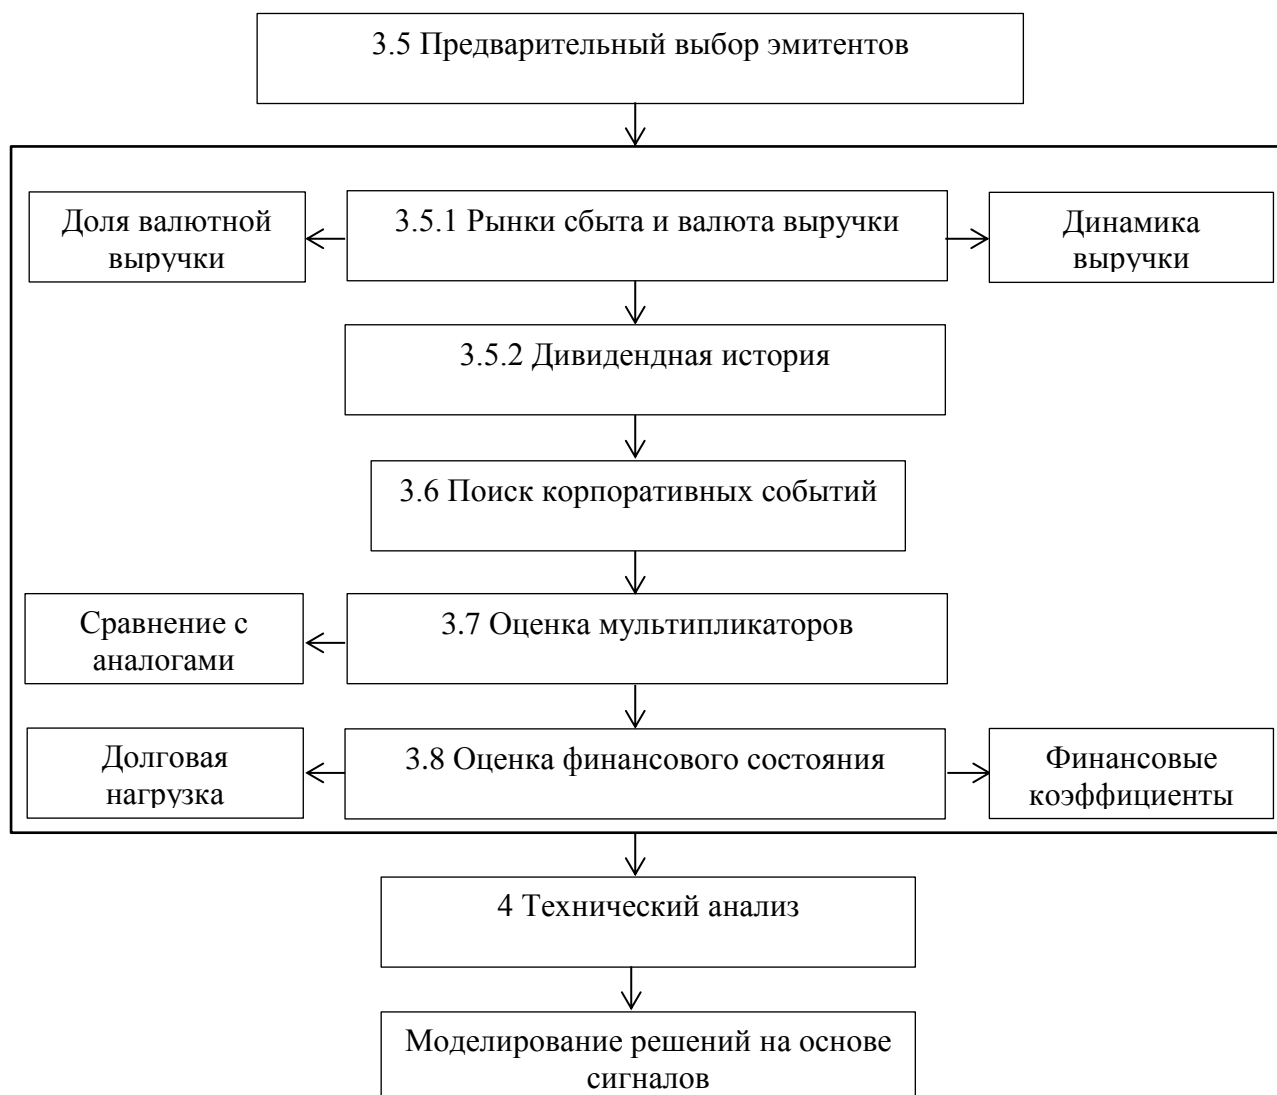 3.5 Предварительный выбор эмитентов
Доля валютной
выручки
3.5.1 Рынки сбыта и валюта выручки
Динамика
выручки
3.5.2 Дивидендная история
3.6 Поиск корпоративных событий
Сравнение с
аналогами
3.7 Оценка мультипликаторов
Долговая
нагрузка
3.8 Оценка финансового состояния
Финансовые
коэффициенты
4 Технический анализ
Моделирование решений на основе
сигналов